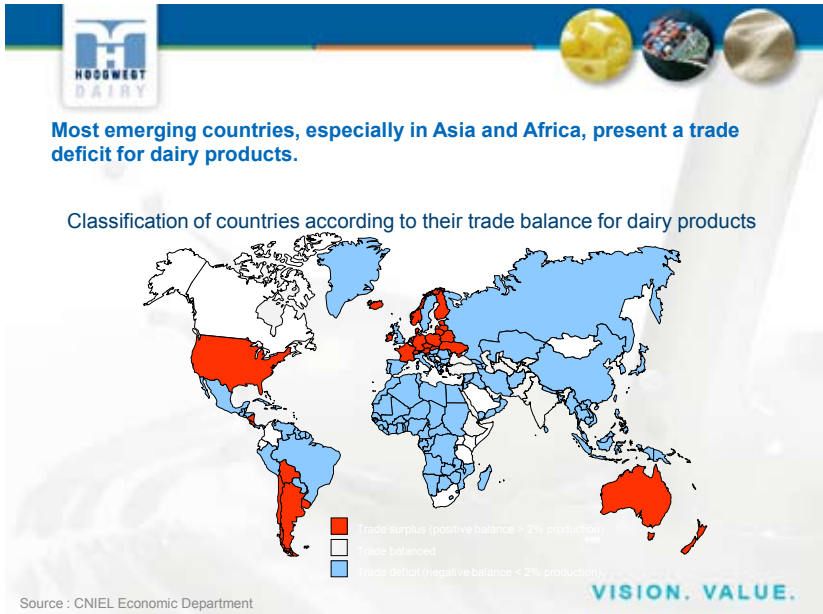 HOOGWEGT
DAIRY
Most emerging countries, especially in Asia and Africa, present a trade
deficit for dairy products.
Classification of countries according to their trade balance for dairy products
Trade surplus (positive balance > 2% production)
Trade balanced
Trade deficit (negative balance < 2% production)
Source : CNIEL Economic Department
VISION. VALUE.